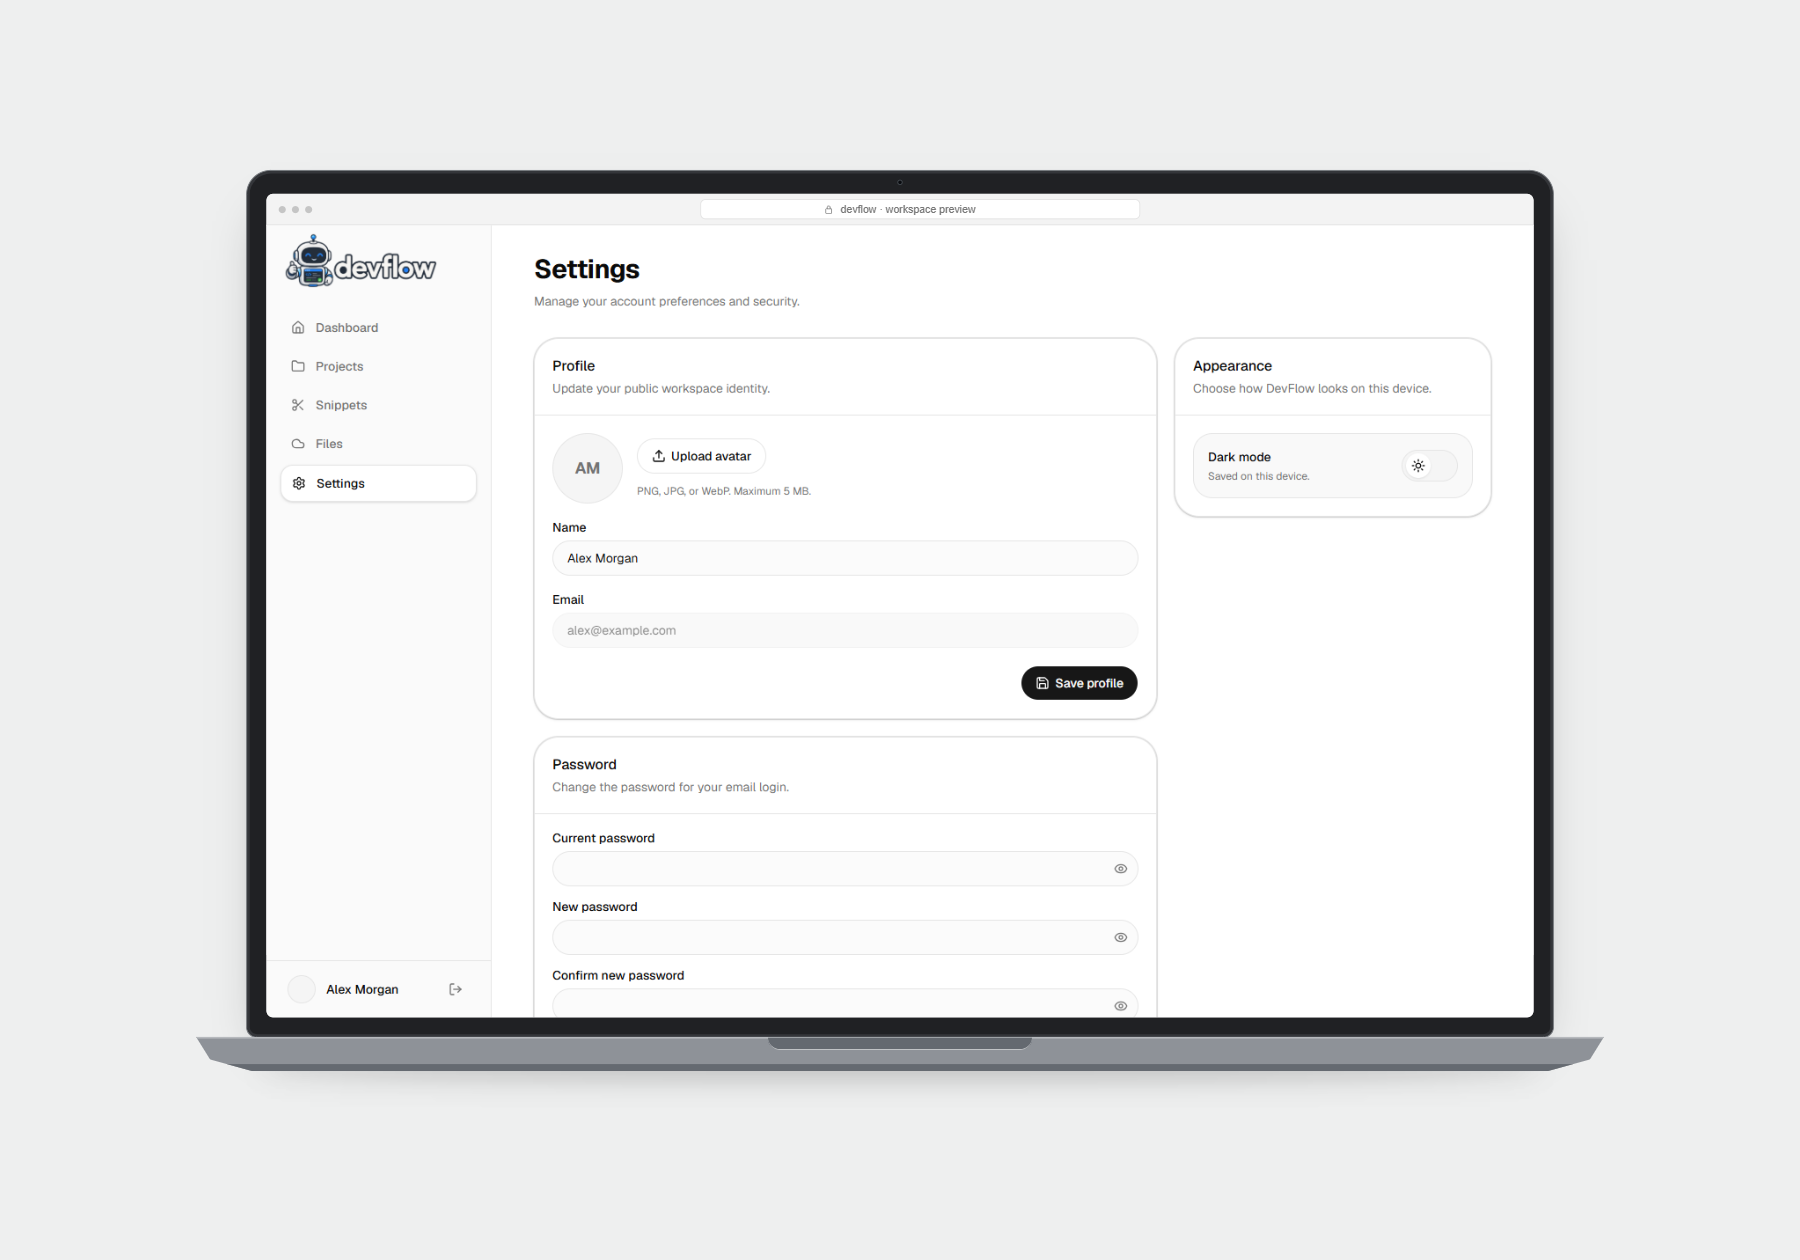 devflow · workspace preview
devflow
Dashboard
Projects
Snippets
Files
Settings
Alex Morgan
Settings
Manage your account preferences and security.
Profile
Update your public workspace identity.
AM
Upload avatar
PNG, JPG, or WebP. Maximum 5 MB.
Name
Alex Morgan
Email
alex@example.com
Save profile
Password
Change the password for your email login.
Current password
New password
Confirm new password
Appearance
Choose how DevFlow looks on this device.
Dark mode
Saved on this device.